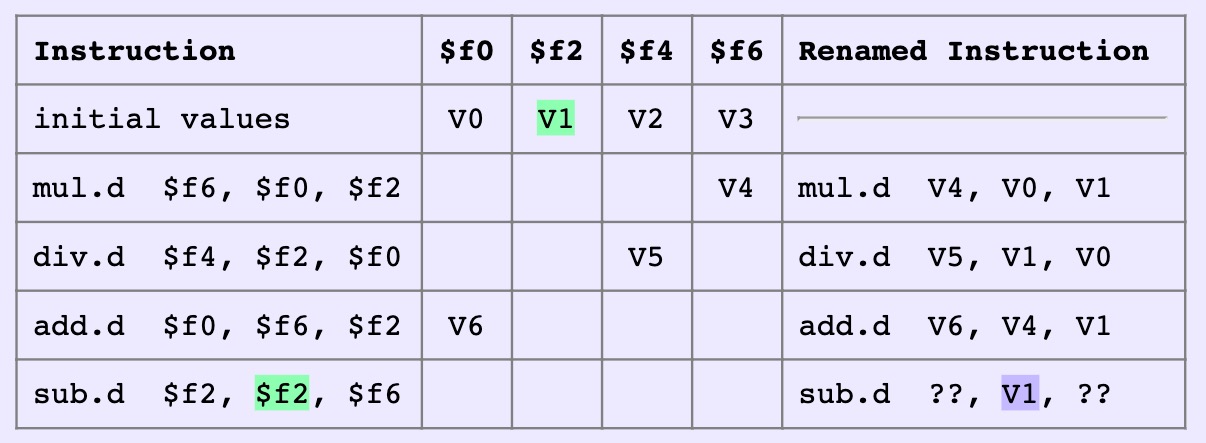 Instruction $f0 $f2 $f4 $f6 Renamed Instruction
initial values V0 V1 V2 V3
mul.d $f6, $f0, $f2 V4 mul.d V4, V0, V1
div.d $f4, $f2, $f0 V5 div.d V5, V1, V0
add.d $f0, $f6, $f2 V6 add.d V6, V4, V1
sub.d $f2, $f2, $f6 sub.d ??, V1, ??